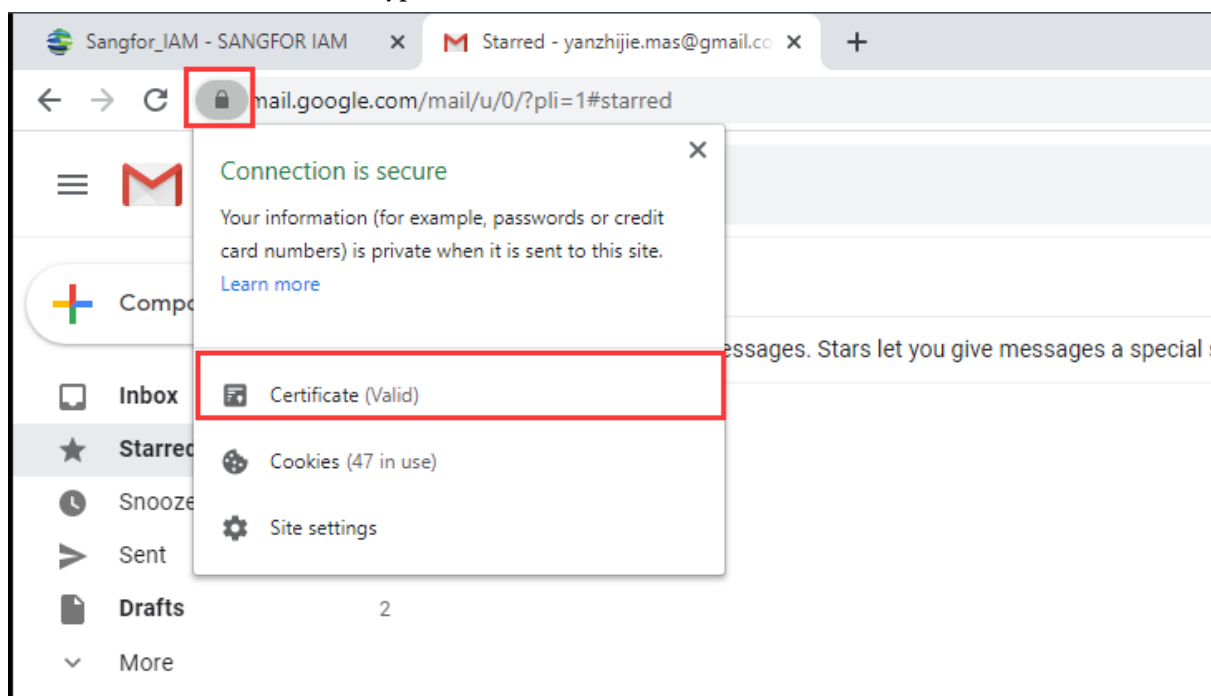 Sangfor_IAM - SANGFOR IAM
Starred - yanzhijie.mas@gmail.co
mail.google.com/mail/u/0/?pli=1#starred
Connection is secure
Your information (for example, passwords or credit
card numbers) is private when it is sent to this site.
Learn more
Compo
essages. Stars let you give messages a special
Inbox
Certificate (Valid)
Starred
Cookies (47 in use)
Snooze
Site settings
Sent
Drafts 2
More